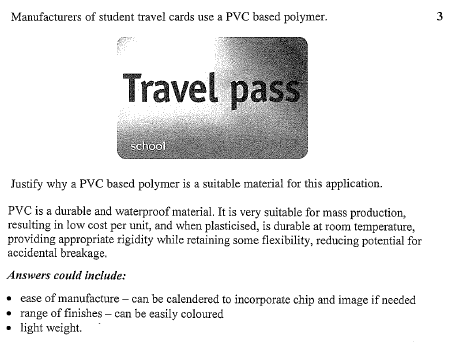 Manufacturers of student travel cards use a PVC based polymer. 3
Travel pass
school
Justify why a PVC based polymer is a suitable material for this application.
PVC is a durable and waterproof material. It is very suitable for mass production,
resulting in low cost per unit, and when plasticised, is durable at room temperature,
providing appropriate rigidity while retaining some flexibility, reducing potential for
accidental breakage.
Answers could include:
• ease of manufacture – can be calendered to incorporate chip and image if needed
• range of finishes – can be easily coloured
• light weight.